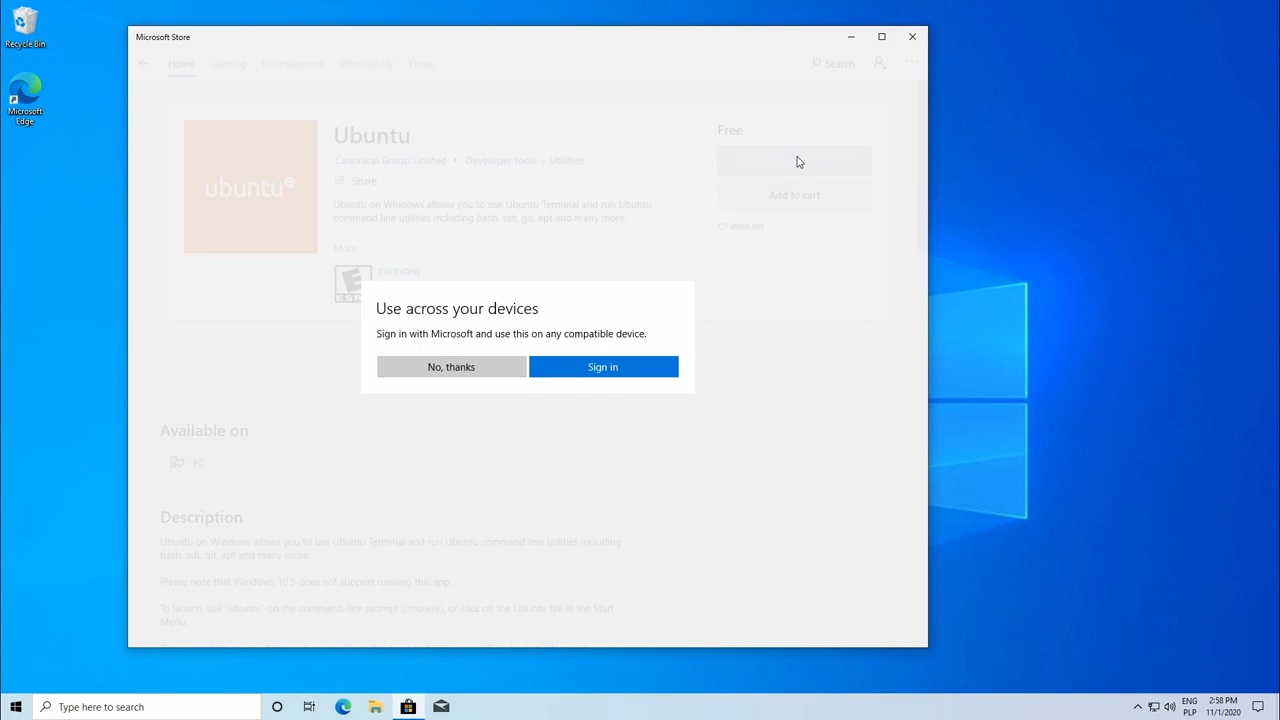 Recycle Bin
Microsoft
Edge
Microsoft Store
Home Gaming Entertainment Productivity Deals
Search
ubuntu
Ubuntu
Canonical Group Limited • Developer tools > Utilities
Share
Ubuntu on Windows allows you to use Ubuntu Terminal and run Ubuntu
command line utilities including bash, ssh, git, apt and many more.
More
EVERYONE
E
Free
Add to cart
Wish list
Use across your devices
Sign in with Microsoft and use this on any compatible device.
No, thanks
Sign in
Available on
PC
Description
Ubuntu on Windows allows you to use Ubuntu Terminal and run Ubuntu command line utilities including
bash, ssh, git, apt and many more.
Please note that Windows 10 S does not support running this app.
To launch, use "ubuntu" on the command-line prompt (cmd.exe), or click on the Ubuntu tile in the Start
Menu.
Type here to search
ENG
PLP
2:58 PM
11/1/2020